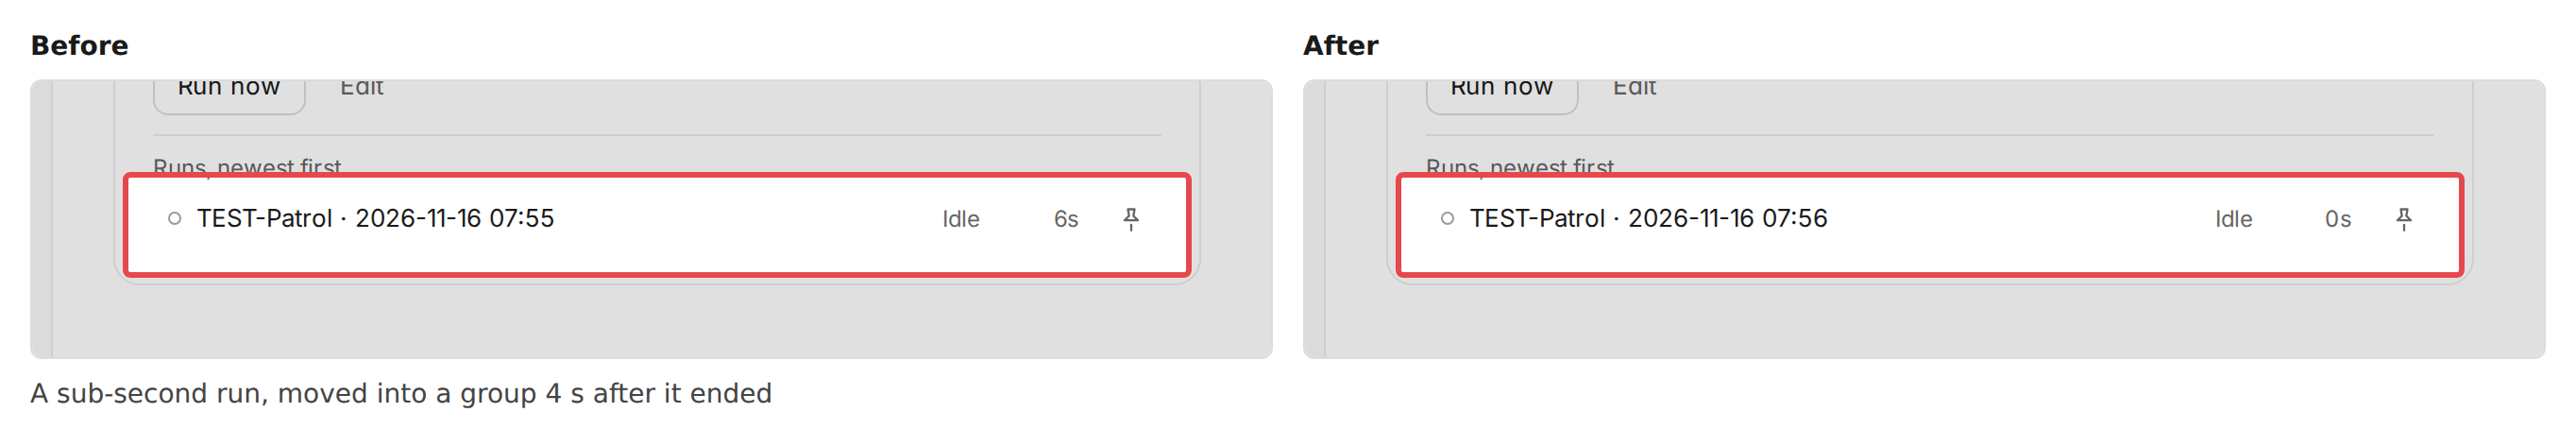 Before
Run now Edit
Runs, newest first
TEST-Patrol · 2026-11-16 07:55 Idle 6s
A sub-second run, moved into a group 4 s after it ended
After
Run now Edit
Runs, newest first
TEST-Patrol · 2026-11-16 07:56 Idle 0s